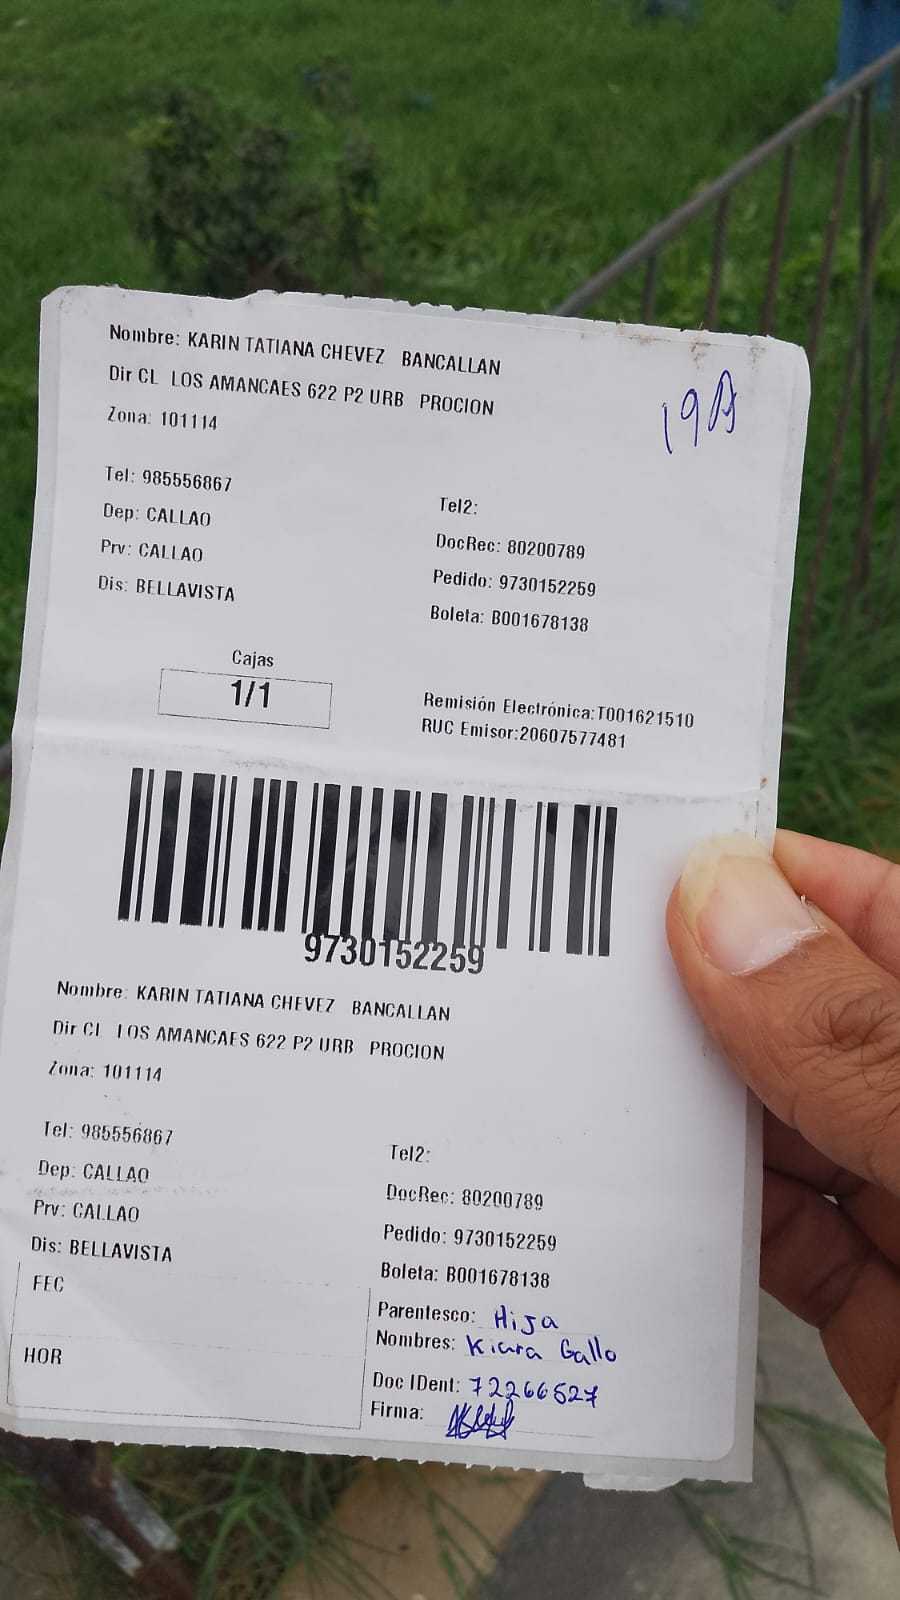 Nombre: KARIN TATIANA CHEVEZ BANCALLAN
Dir CL LOS AMANCAES 622 P2 URB PROCION
19A
Zona: 101114
Tel: 985556867
Tel2:
Dep: CALLAO
DocRec: 80200789
Prv: CALLAO
Pedido: 9730152259
Dis: BELLAVISTA
Boleta: B001678138
Cajas
1/1
Remisión Electrónica:T001621510
RUC Emisor:20607577481
9730152259
Nombre: KARIN TATIANA CHEVEZ BANCALLAN
Dir CL LOS AMANCAES 622 P2 URB PROCION
Zona: 101114
Tel: 985556867
Tel2:
Dep: CALLAO
DocRec: 80200789
Prv: CALLAO
Pedido: 9730152259
Dis: BELLAVISTA
Boleta: B001678138
FEC
Parentesco: Hija
Nombres: Kiara Gallo
HOR
Doc IDent: 72266527
Firma: